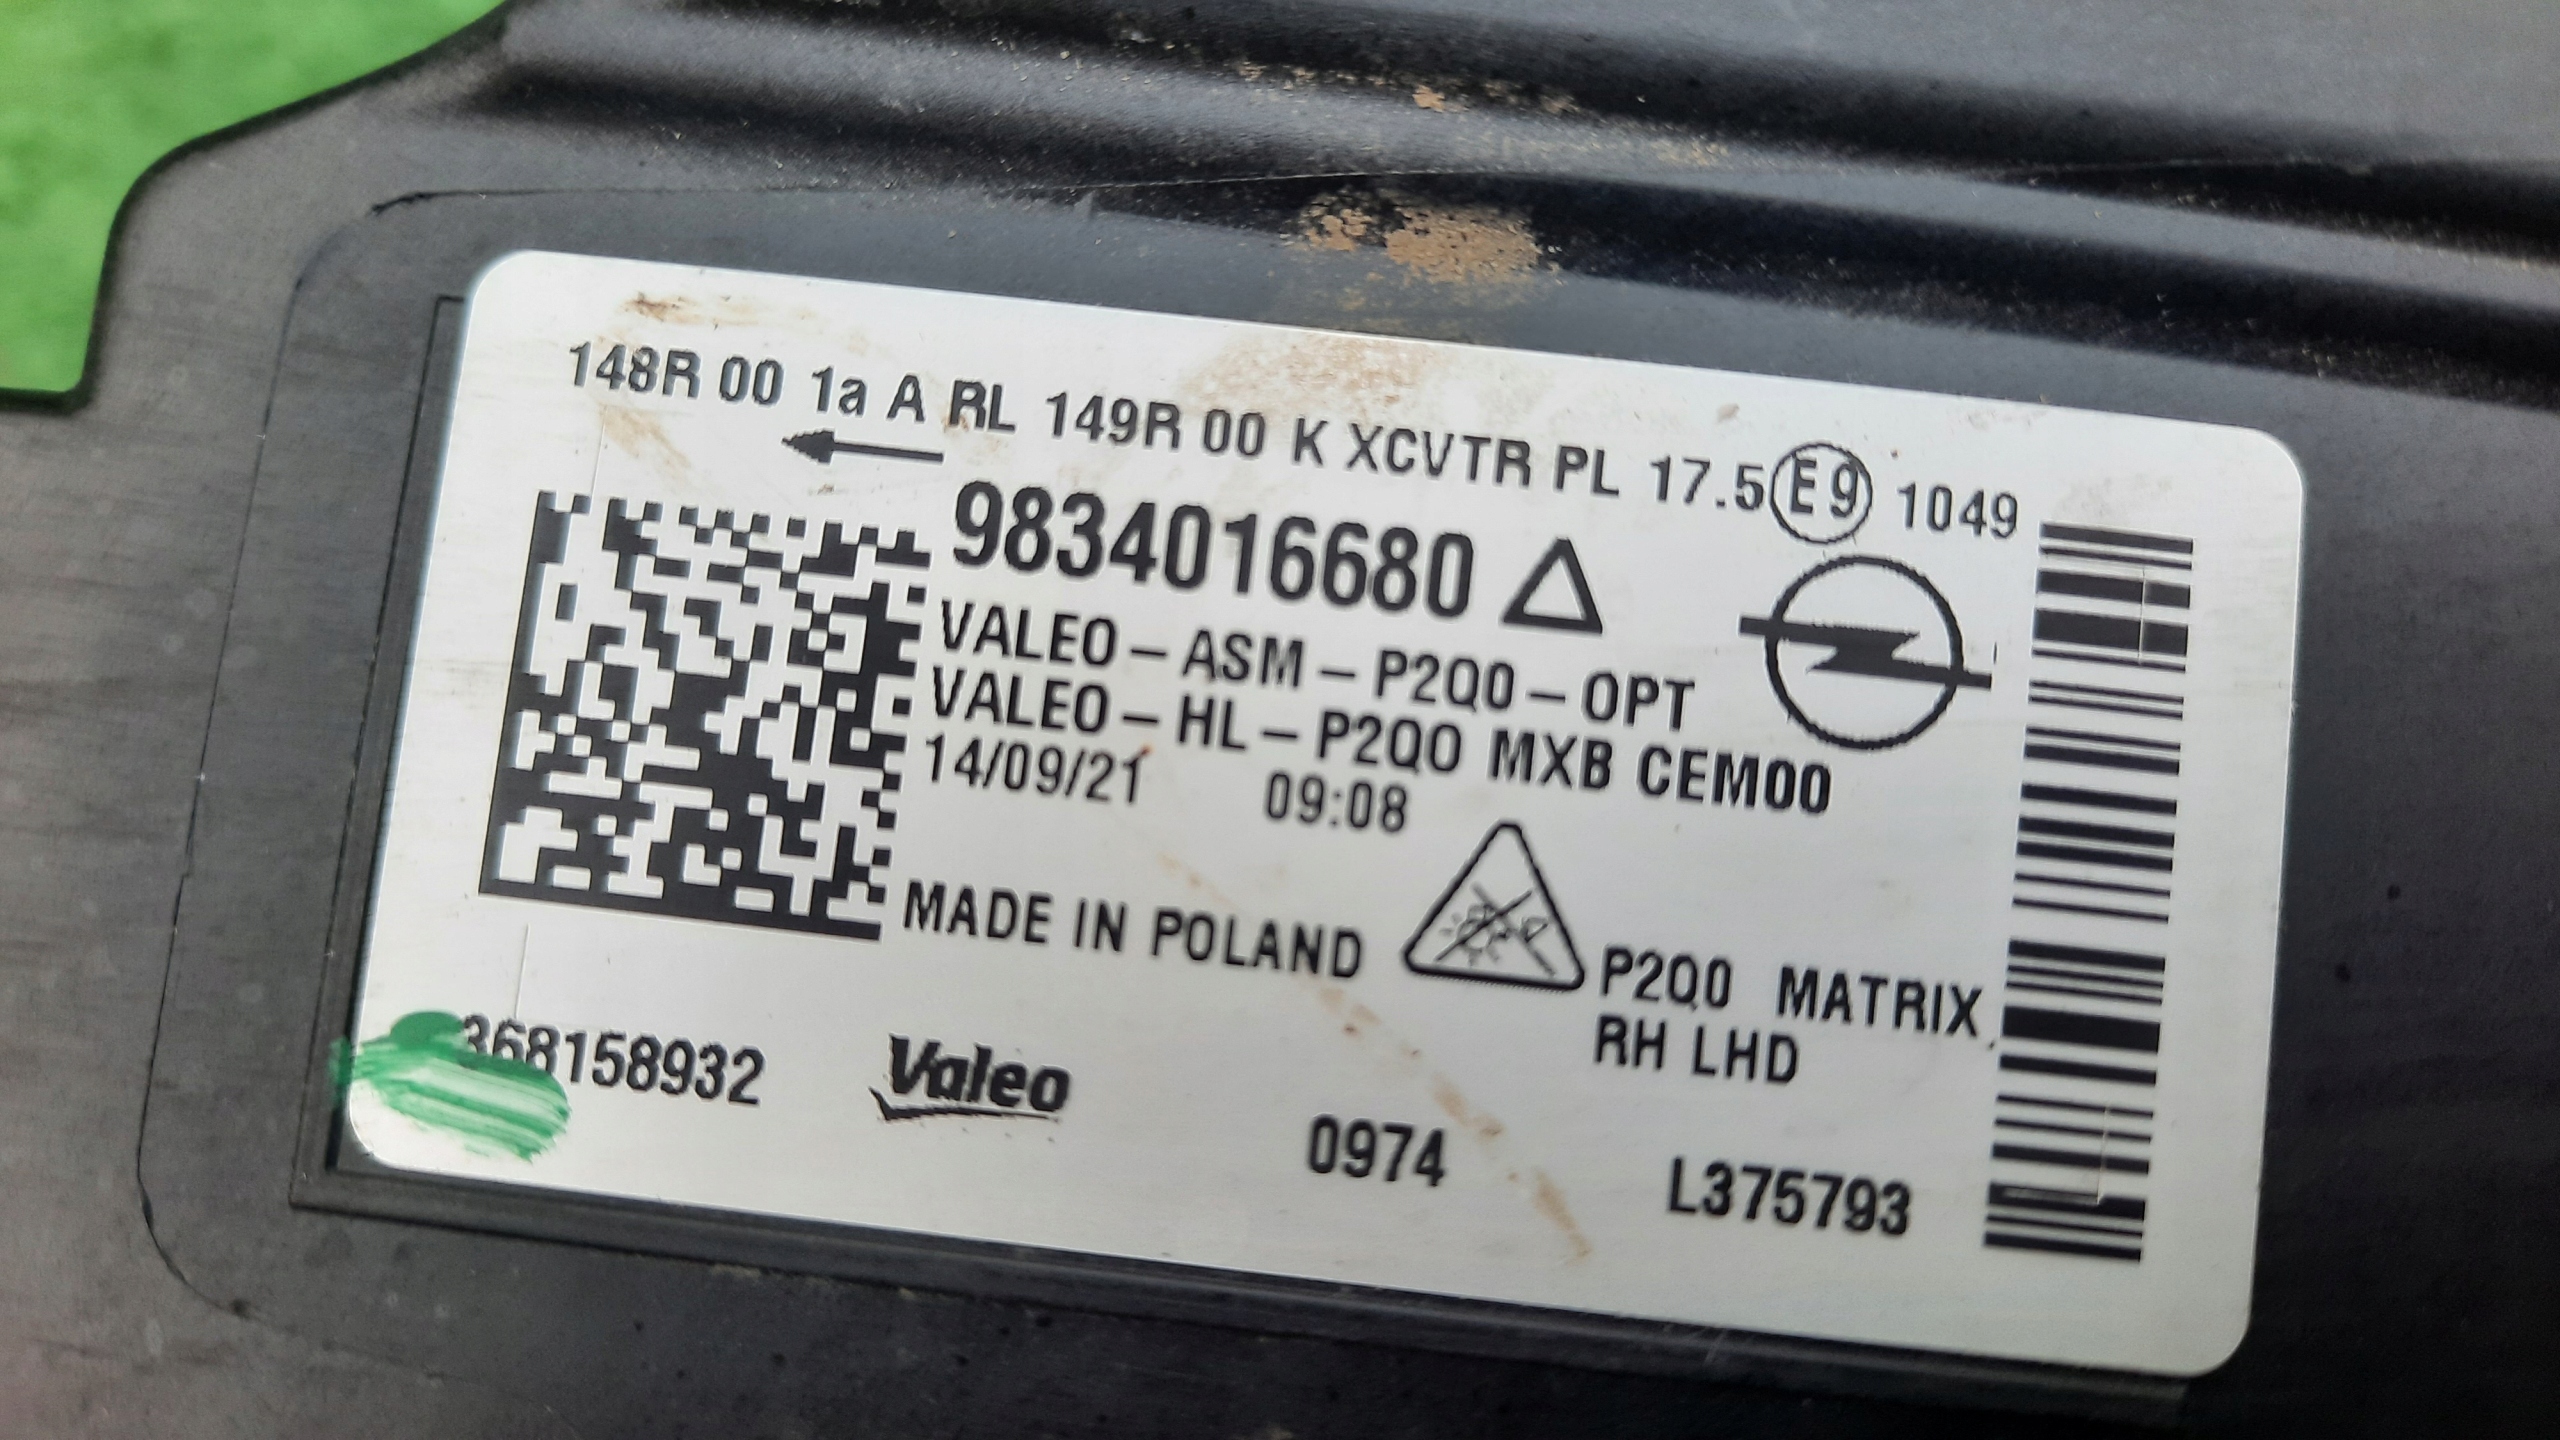 148R 00 1a A RL 149R 00 K XCVTR PL 17.5 E9 1049
9834016680
VALEO-ASM-P2Q0-OPT
VALEO-HL-P2Q0 MXB CEM00
14/09/21 09:08
MADE IN POLAND
P2Q0 MATRIX
RH LHD
368158932
Valeo
0974
L375793